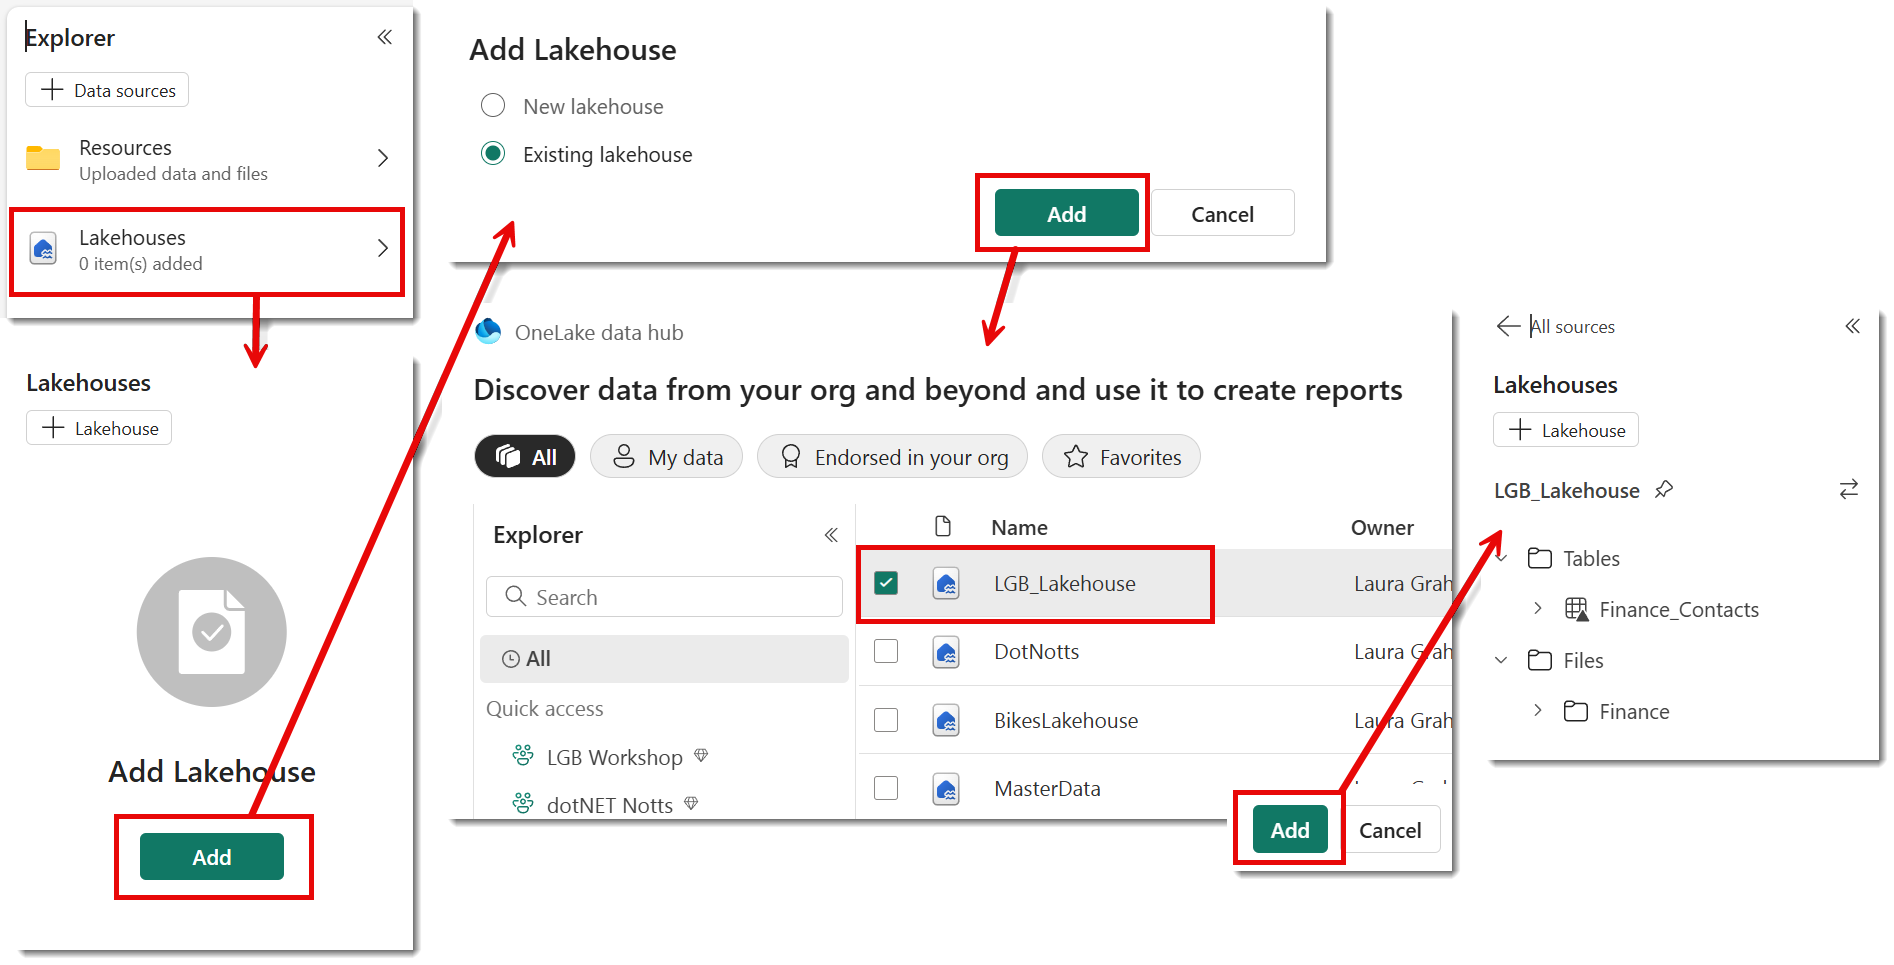 Explorer
Data sources
Resources
Uploaded data and files
Lakehouses
0 item(s) added
Lakehouses
Lakehouse
Add Lakehouse
Add
Add Lakehouse
New lakehouse
Existing lakehouse
Add Cancel
OneLake data hub
Discover data from your org and beyond and use it to create reports
All My data Endorsed in your org Favorites
Explorer
Search
All
Quick access
LGB Workshop
dotNET Notts
Name Owner
LGB_Lakehouse Laura Grah
DotNotts Laura Grah
BikesLakehouse Laura Grah
MasterData
Add Cancel
All sources
Lakehouses
Lakehouse
LGB_Lakehouse
Tables
Finance_Contacts
Files
Finance